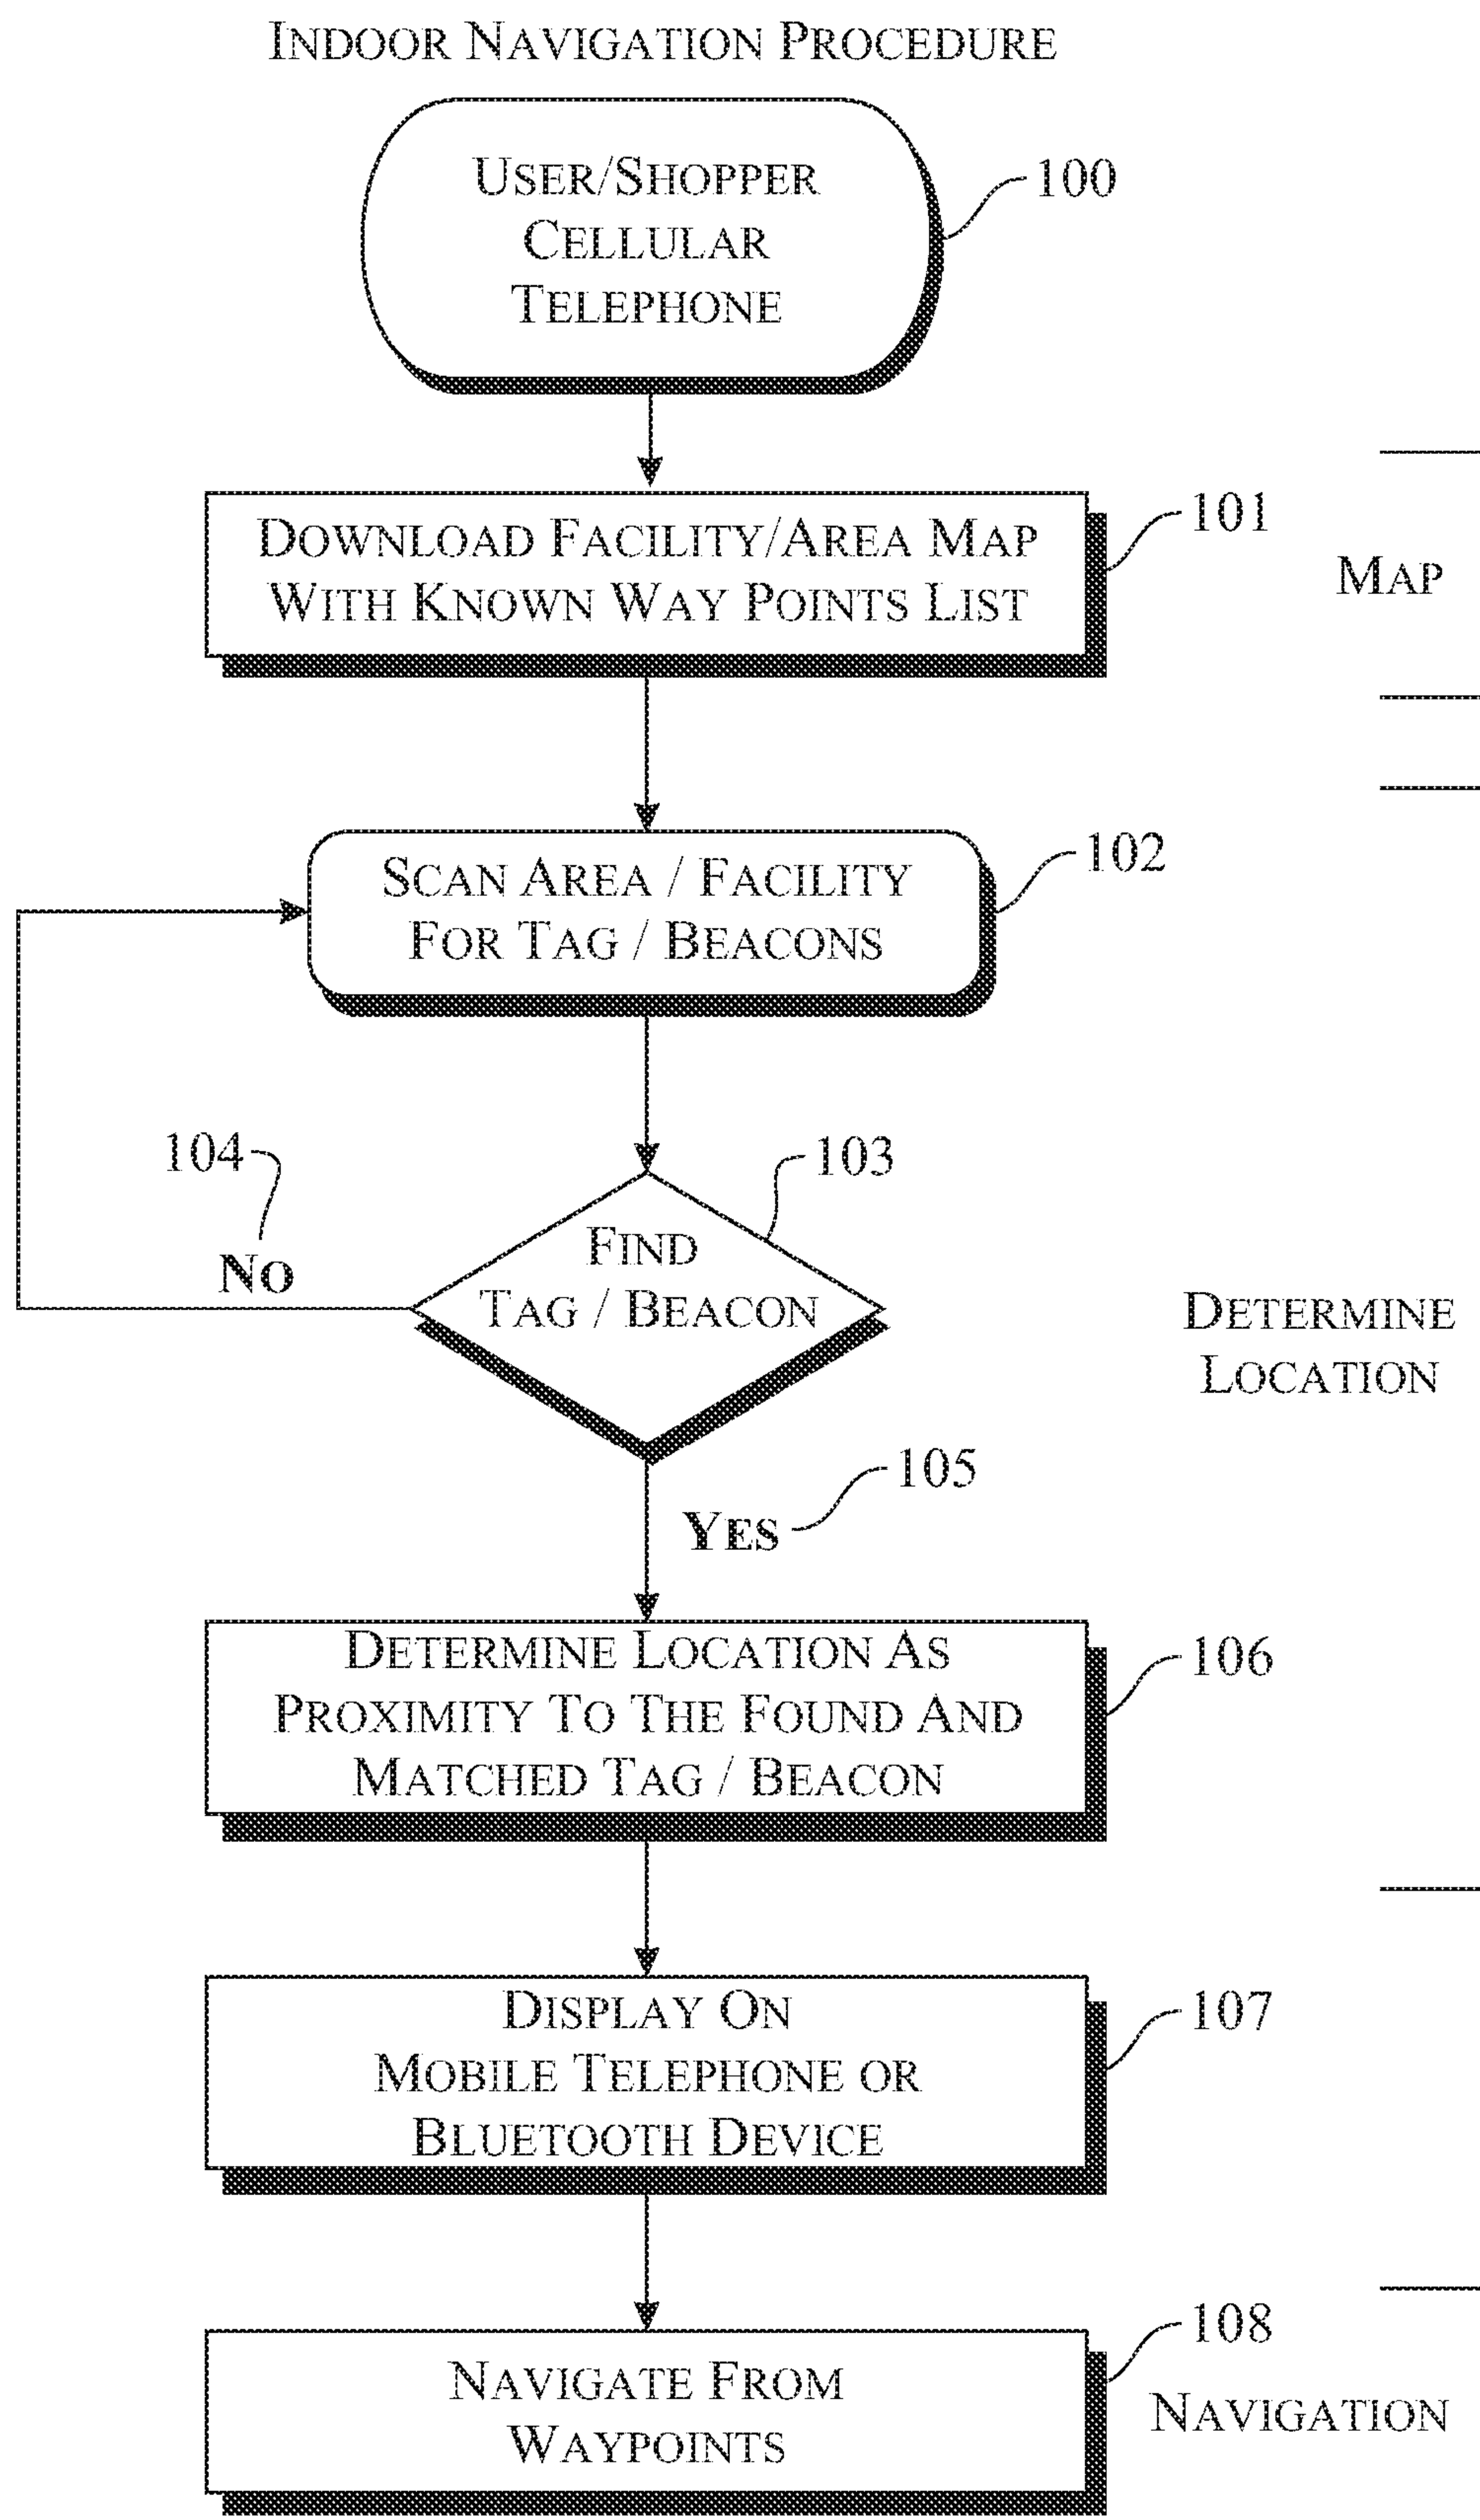 INDOOR NAVIGATION PROCEDURE
USER/SHOPPER
CELLULAR
TELEPHONE
100
DOWNLOAD FACILITY/AREA MAP
WITH KNOWN WAY POINTS LIST
101
MAP
SCAN AREA / FACILITY
FOR TAG / BEACONS
102
104
NO
103
FIND
TAG / BEACON
DETERMINE
LOCATION
105
YES
DETERMINE LOCATION AS
PROXIMITY TO THE FOUND AND
MATCHED TAG / BEACON
106
DISPLAY ON
MOBILE TELEPHONE OR
BLUETOOTH DEVICE
107
NAVIGATE FROM
WAYPOINTS
108
NAVIGATION